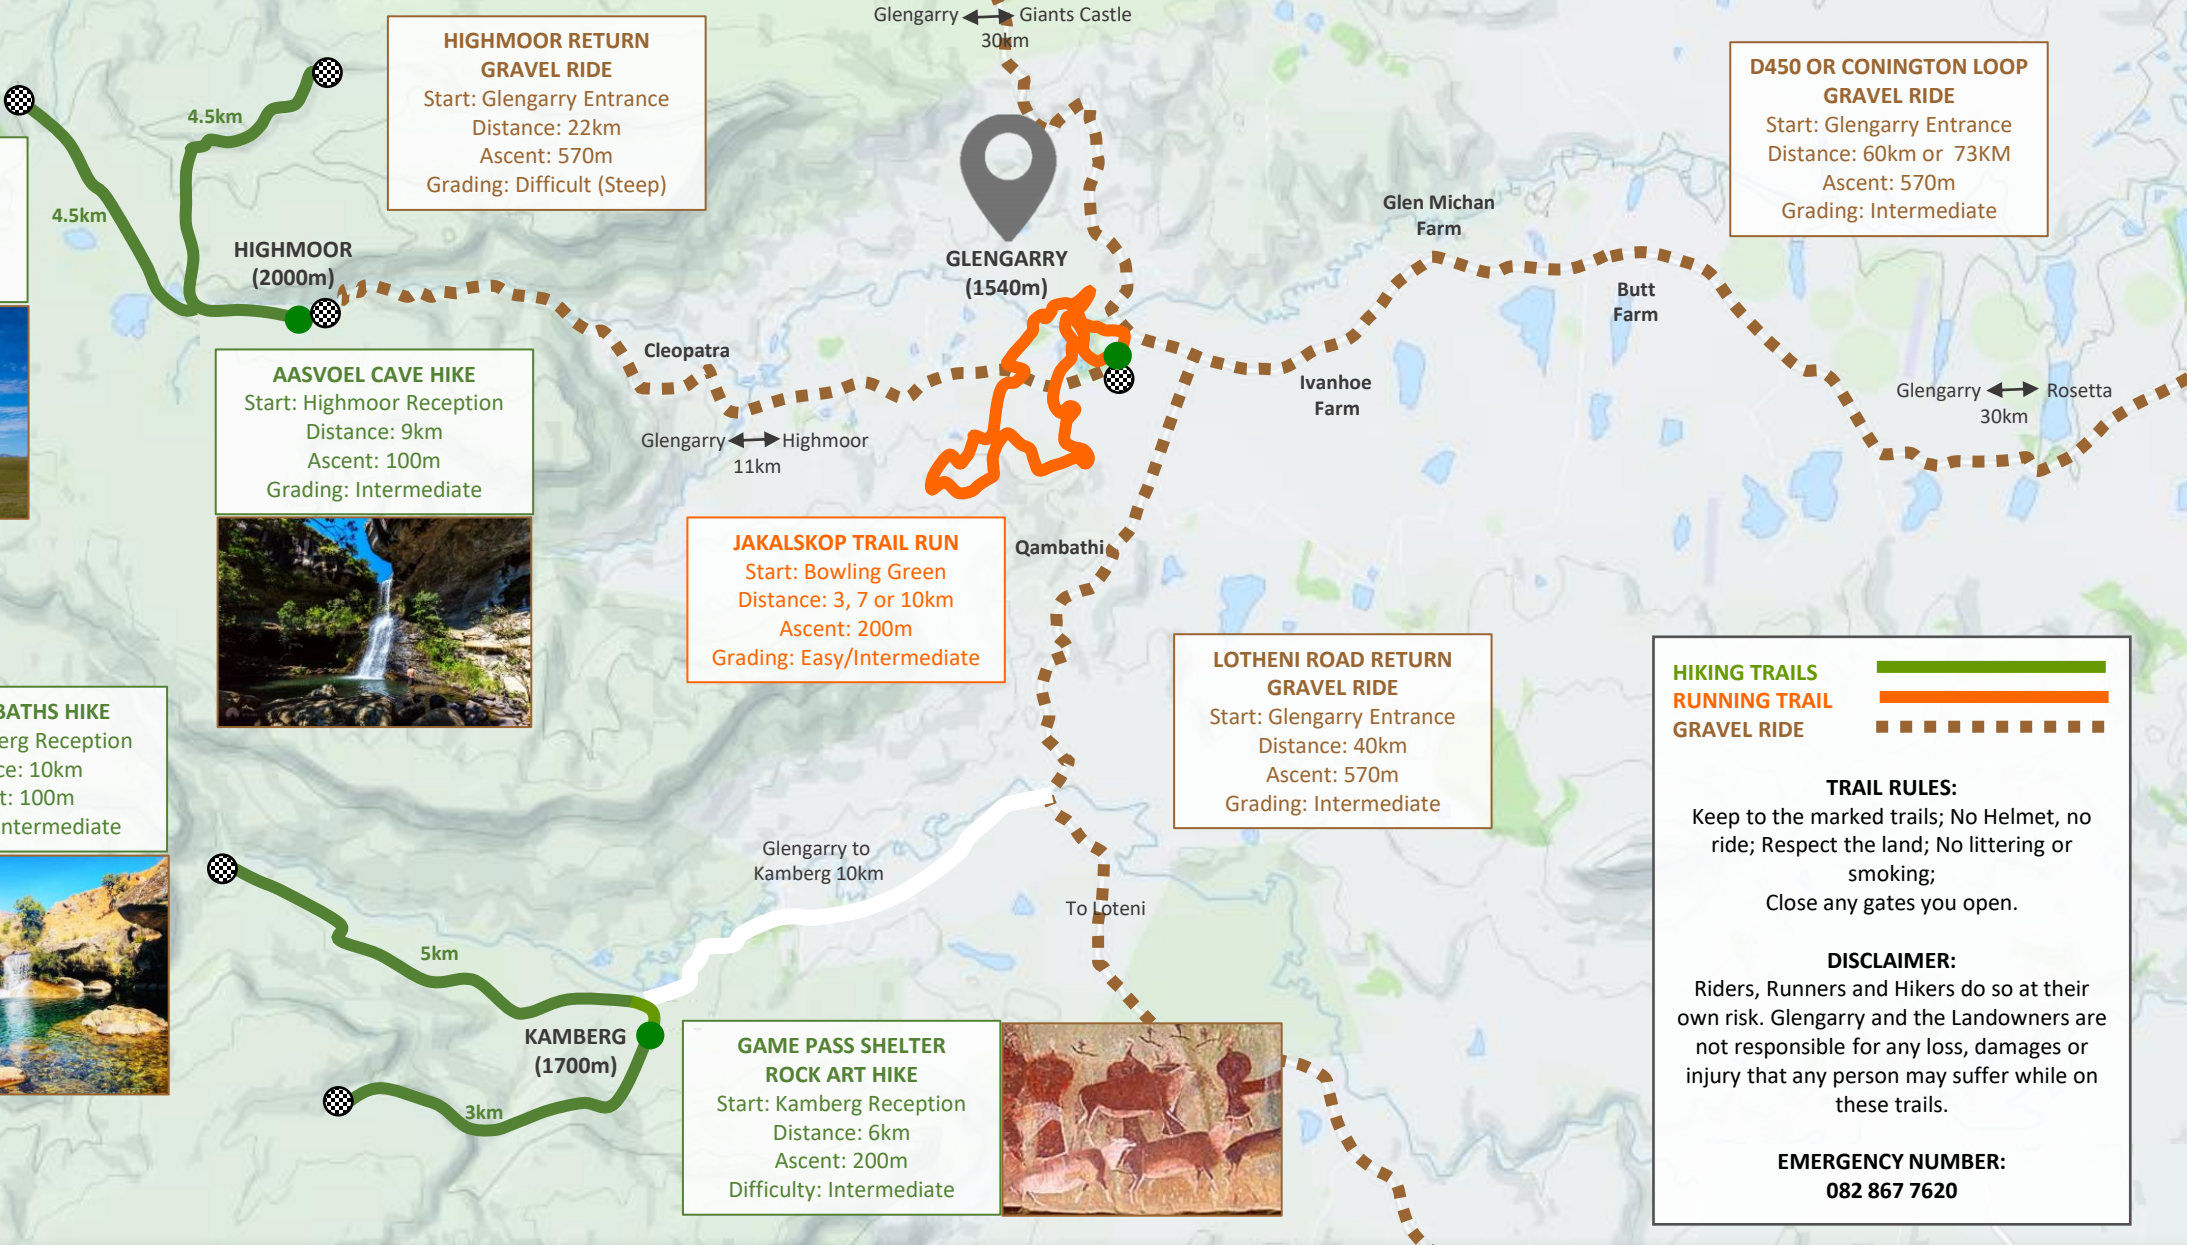 Glengarry Giants Castle
30km
HIGHMOOR RETURN
GRAVEL RIDE
Start: Glengarry Entrance
Distance: 22km
Ascent: 570m
Grading: Difficult (Steep)
D450 OR CONINGTON LOOP
GRAVEL RIDE
Start: Glengarry Entrance
Distance: 60km or 73KM
Ascent: 570m
Grading: Intermediate
4.5km
4.5km
HIGHMOOR
(2000m)
GLENGARRY
(1540m)
Glen Michan
Farm
Butt
Farm
Cleopatra
Ivanhoe
Farm
Glengarry Rosetta
30km
Glengarry Highmoor
11km
AASVOEL CAVE HIKE
Start: Highmoor Reception
Distance: 9km
Ascent: 100m
Grading: Intermediate
JAKALSKOP TRAIL RUN
Start: Bowling Green
Distance: 3, 7 or 10km
Ascent: 200m
Grading: Easy/Intermediate
Qambathi
LOTHENI ROAD RETURN
GRAVEL RIDE
Start: Glengarry Entrance
Distance: 40km
Ascent: 570m
Grading: Intermediate
BATHS HIKE
erg Reception
ce: 10km
t: 100m
ntermediate
Glengarry to
Kamberg 10km
To Loteni
5km
KAMBERG
(1700m)
3km
GAME PASS SHELTER
ROCK ART HIKE
Start: Kamberg Reception
Distance: 6km
Ascent: 200m
Difficulty: Intermediate
HIKING TRAILS
RUNNING TRAIL
GRAVEL RIDE
TRAIL RULES:
Keep to the marked trails; No Helmet, no
ride; Respect the land; No littering or
smoking;
Close any gates you open.
DISCLAIMER:
Riders, Runners and Hikers do so at their
own risk. Glengarry and the Landowners are
not responsible for any loss, damages or
injury that any person may suffer while on
these trails.
EMERGENCY NUMBER:
082 867 7620